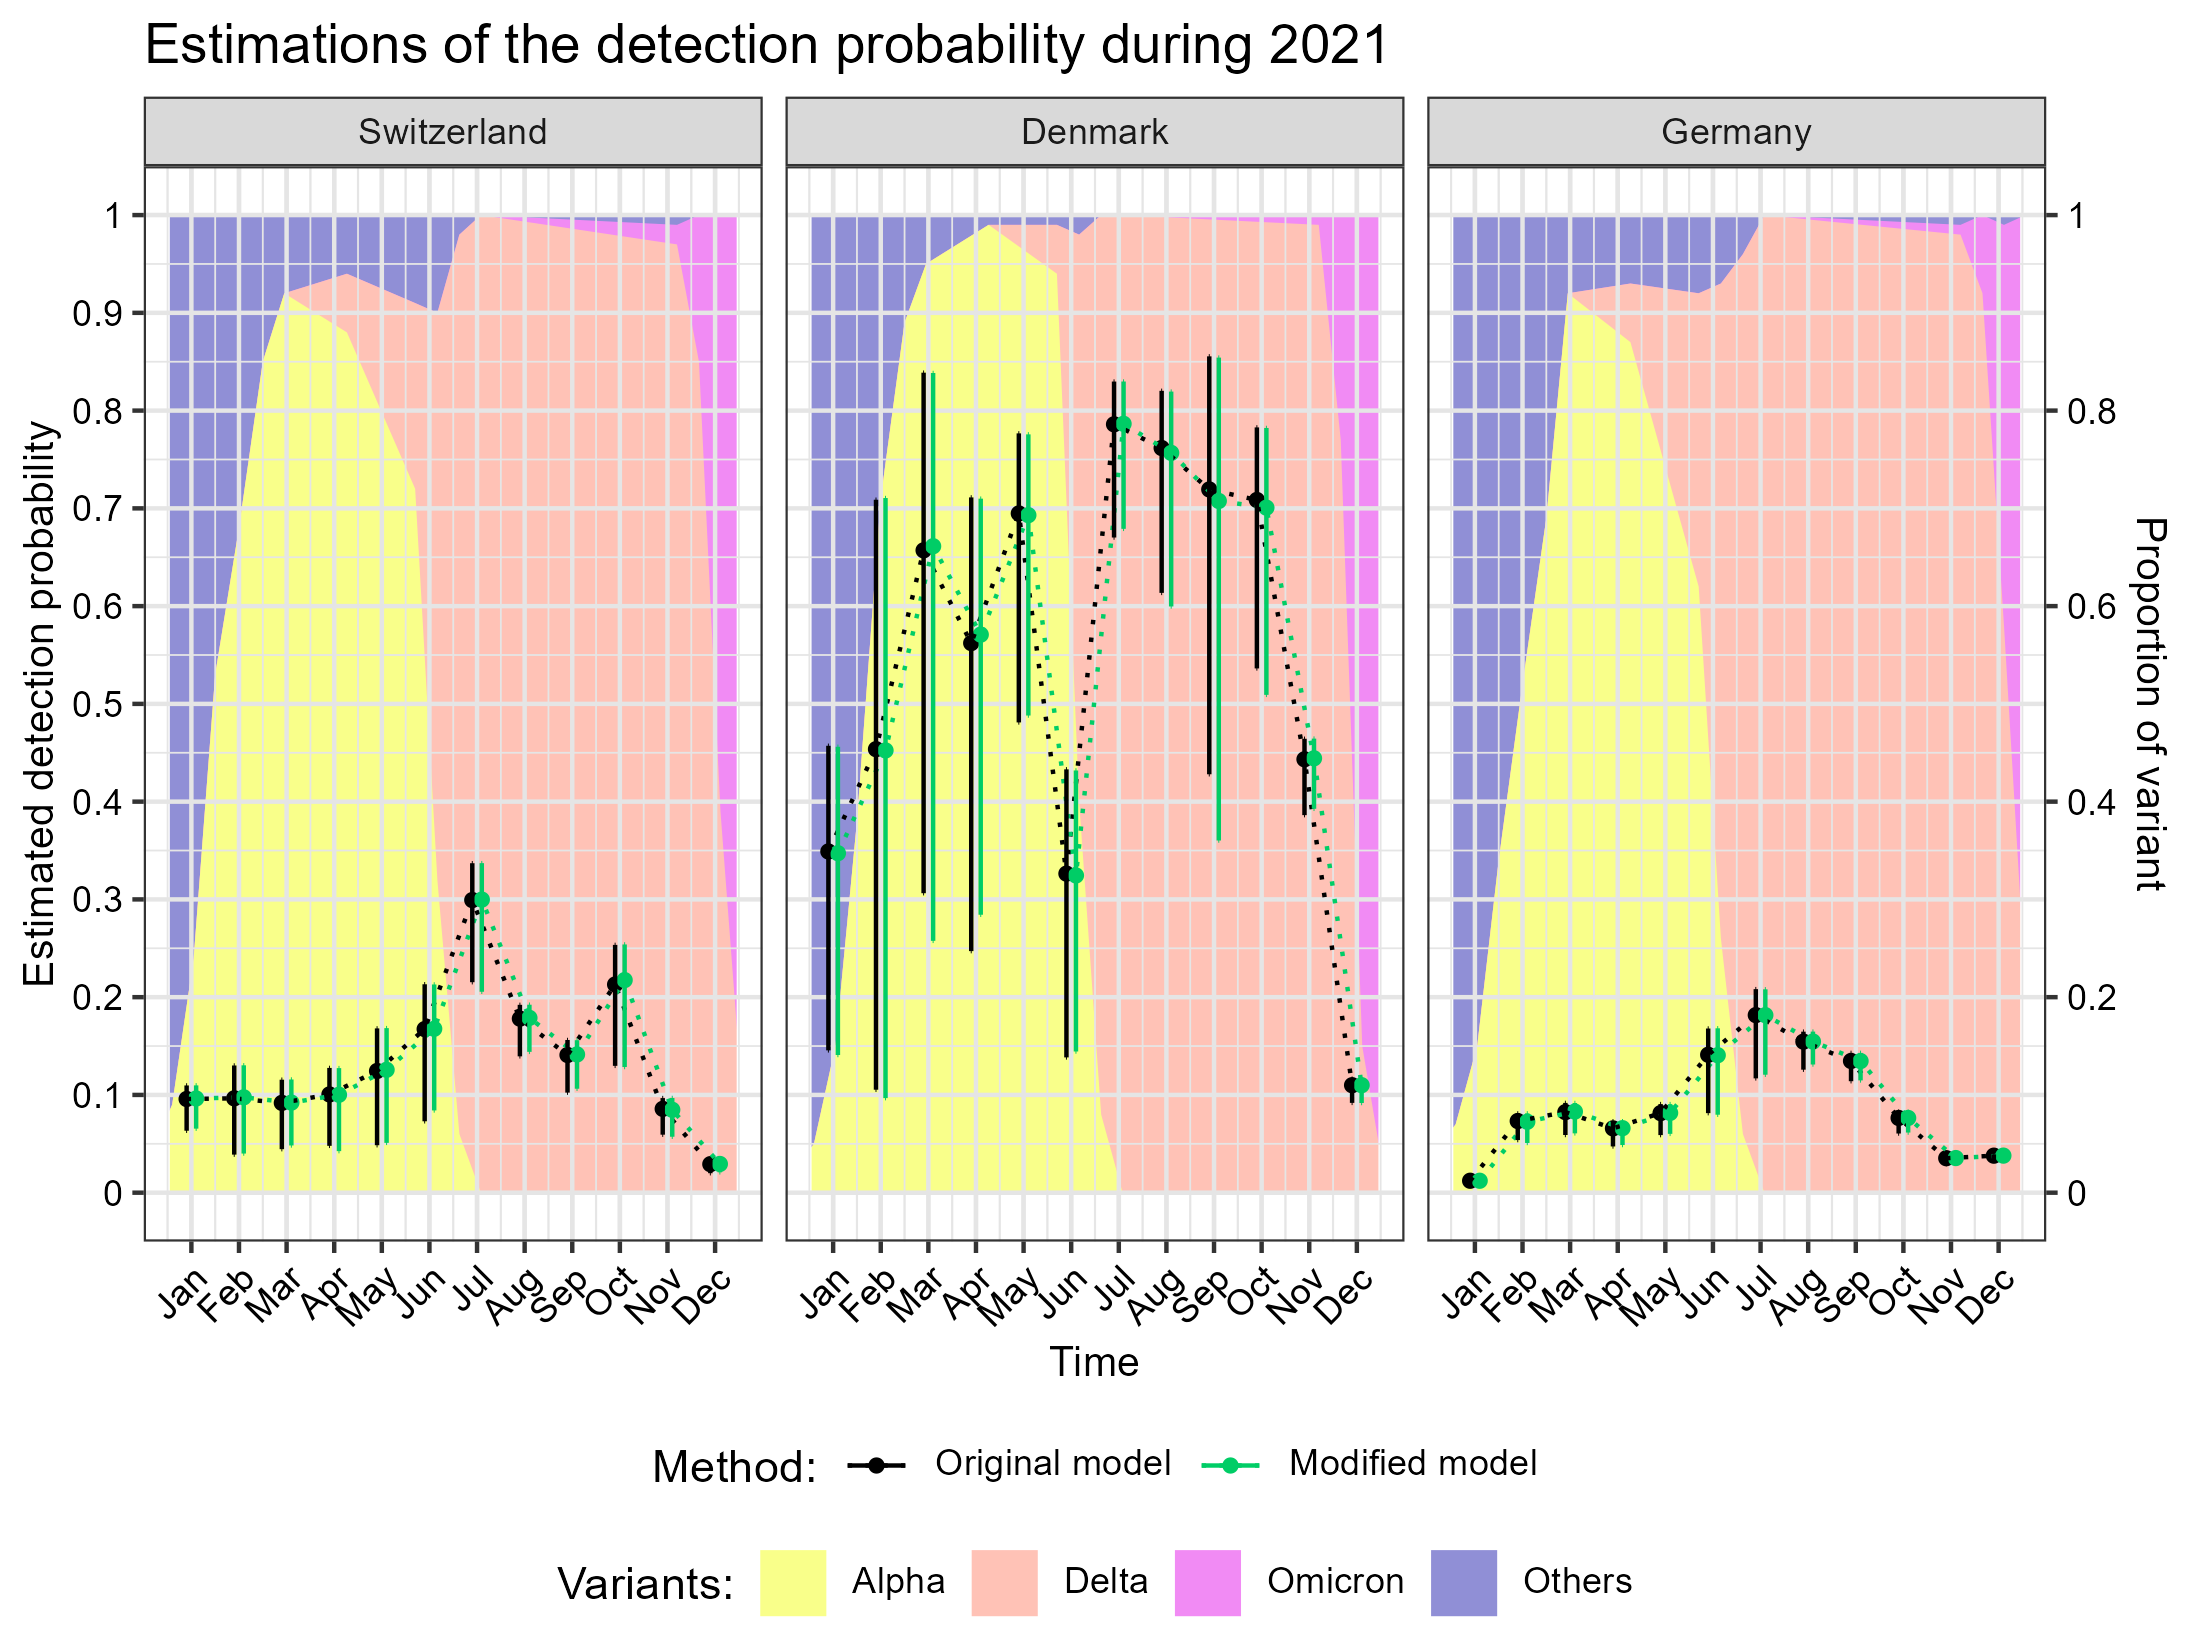 Estimations of the detection probability during 2021
Switzerland
Denmark
Germany
Estimated detection probability
1
0.9
0.8
0.7
0.6
0.5
0.4
0.3
0.2
0.1
0
1
0.8
0.6
0.4
0.2
0
Proportion of variant
Jan Feb Mar Apr May Jun Jul Aug Sep Oct Nov Dec
Jan Feb Mar Apr May Jun Jul Aug Sep Oct Nov Dec
Jan Feb Mar Apr May Jun Jul Aug Sep Oct Nov Dec
Time
Method: Original model Modified model
Variants: Alpha Delta Omicron Others